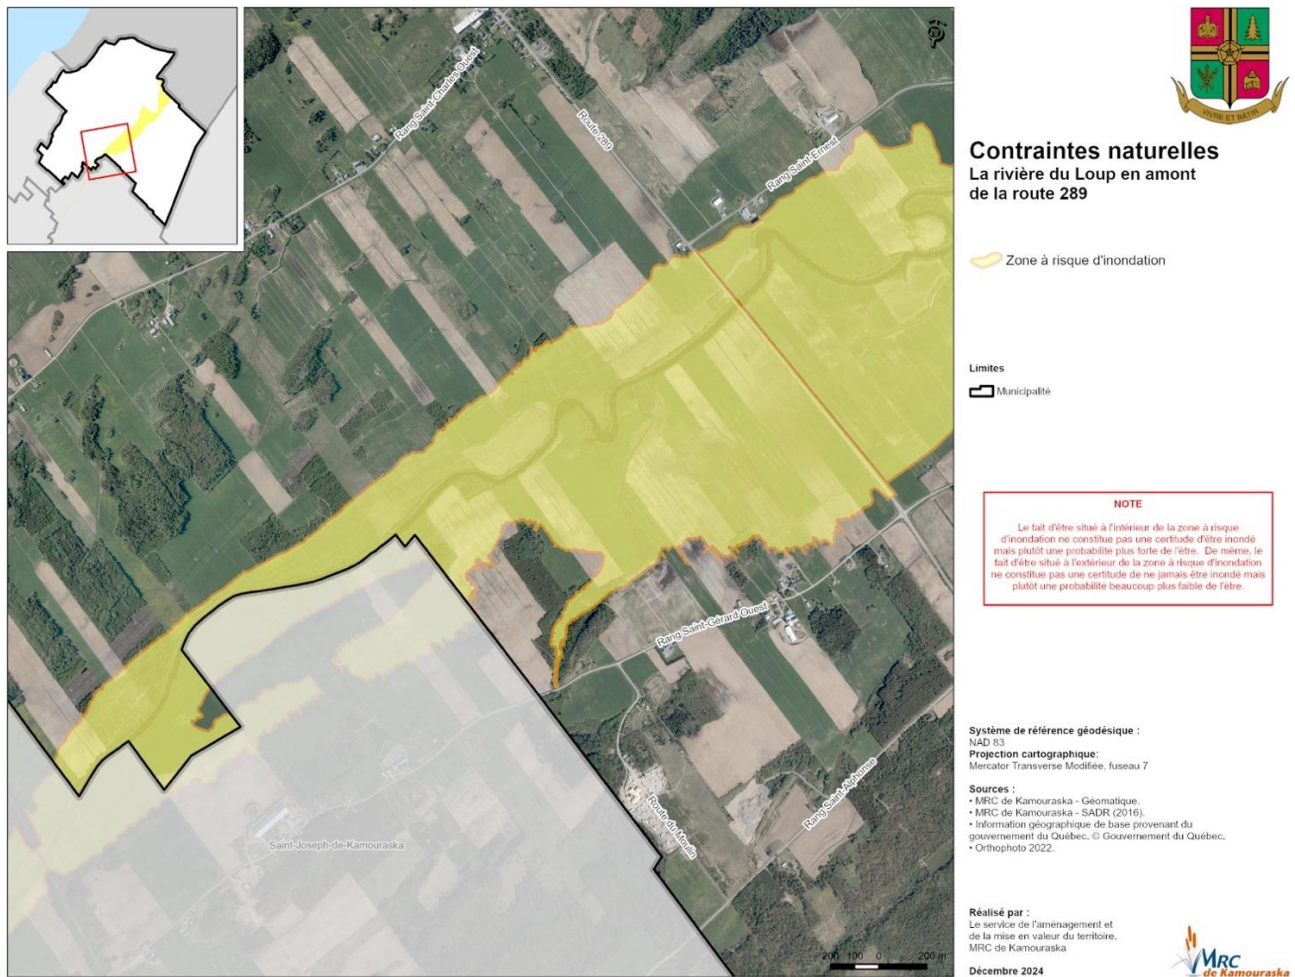 Rang Saint-Charles Ouest
Route 289
Rang Saint-Ernest
Rang Saint-Gérard Ouest
Rang Saint-Alphonse
Route du Moulin
Saint-Joseph-de-Kamouraska
200 100 0 200 m
VIVRE ET BÂTIR
Contraintes naturelles
La rivière du Loup en amont
de la route 289
Zone à risque d'inondation
Limites
Municipalité
NOTE
Le fait d'être situé à l'intérieur de la zone à risque
d'inondation ne constitue pas une certitude d'être inondé
mais plutôt une probabilité plus forte de l'être. De même, le
fait d'être situé à l'extérieur de la zone à risque d'inondation
ne constitue pas une certitude de ne jamais être inondé mais
plutôt une probabilité beaucoup plus faible de l'être.
Système de référence géodésique :
NAD 83
Projection cartographique:
Mercator Transverse Modifiée, fuseau 7
Sources :
• MRC de Kamouraska - Géomatique.
• MRC de Kamouraska - SADR (2016).
• Information géographique de base provenant du
gouvernement du Québec. © Gouvernement du Québec.
• Orthophoto 2022.
Réalisé par :
Le service de l'aménagement et
de la mise en valeur du territoire,
MRC de Kamouraska
Décembre 2024
MRC
de Kamouraska